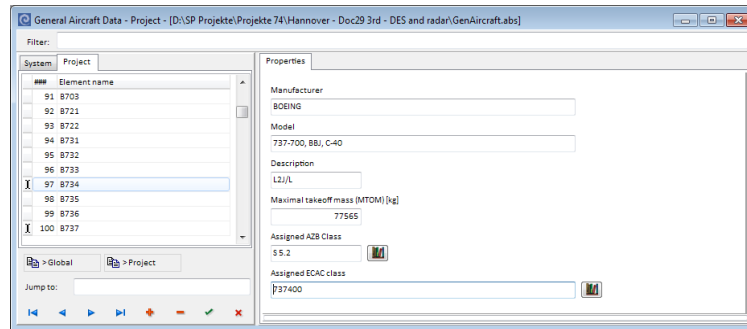 General Aircraft Data - Project - [D:\SP Projekte\Projekte 74\Hannover - Doc29 3rd - DES and radar\GenAircraft.abs]
Filter:
System Project
### Element name
91 B703
92 B721
93 B722
94 B731
95 B732
96 B733
97 B734
98 B735
99 B736
100 B737
> Global > Project
Jump to:
Properties
Manufacturer
BOEING
Model
737-700, BBJ, C-40
Description
L2J/L
Maximal takeoff mass (MTOM) [kg]
77565
Assigned AZB Class
S 5.2
Assigned ECAC class
737400